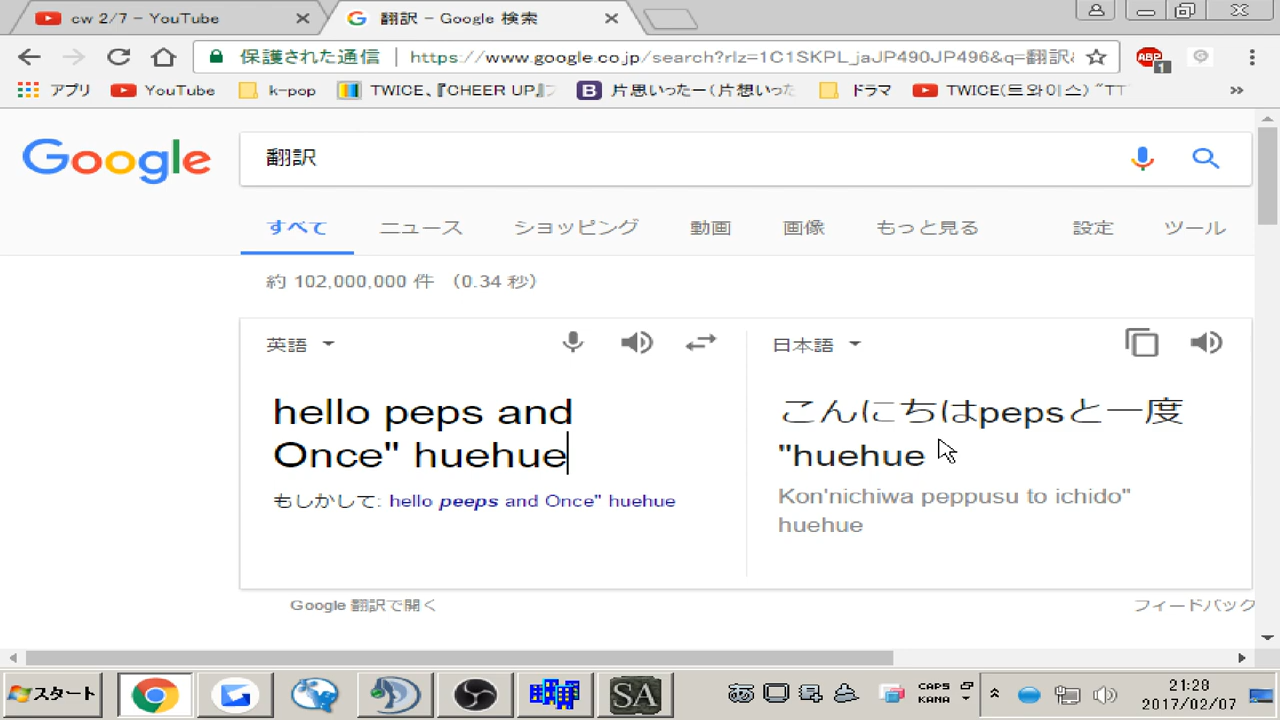 cw 2/7 - YouTube
翻訳 - Google 検索
保護された通信
https://www.google.co.jp/search?rlz=1C1SKPL_jaJP490JP496&q=翻訳&
ABP
1
アプリ
YouTube
k-pop
TWICE、『CHEER UP』
B
片思いったー(片想いった
ドラマ
TWICE(트와이스) "TT
»
Google
翻訳
すべて
ニュース
ショッピング
動画
画像
もっと見る
設定
ツール
約 102,000,000 件 (0.34 秒)
英語
hello peps and
Once" huehue
もしかして: hello peeps and Once" huehue
日本語
こんにちはpepsと一度
"huehue
Kon'nichiwa peppusu to ichido"
huehue
Google 翻訳で開く
フィードバック
スタート
SA
CAPS
KANA
21:28
2017/02/07